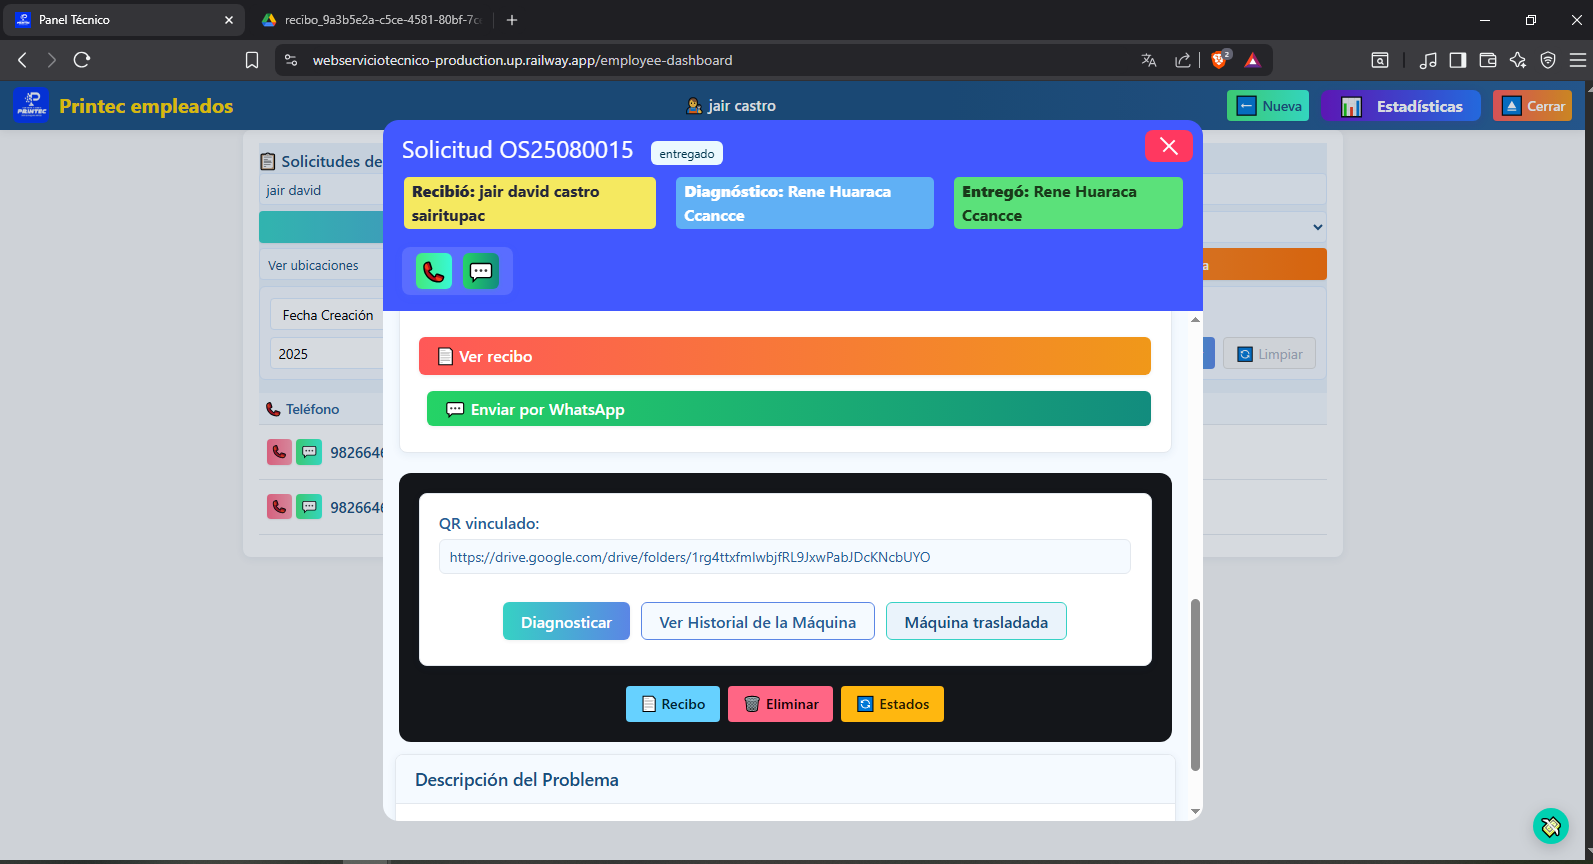 Panel Técnico
recibo_9a3b5e2a-c5ce-4581-80bf-7c
webserviciotecnico-production.up.railway.app/employee-dashboard
2
PRINTEC
Printec empleados
jair castro
Nueva
Estadísticas
Cerrar
Solicitudes de
jair david
Ver ubicaciones
a
Fecha Creación
2025
Limpiar
Teléfono
982664
982664
Solicitud OS25080015
entregado
Recibió: jair david castro
sairitupac
Diagnóstico: Rene Huaraca
Ccancce
Entregó: Rene Huaraca
Ccancce
Ver recibo
Enviar por WhatsApp
QR vinculado:
https://drive.google.com/drive/folders/1rg4ttxfmIwbjfRL9JxwPabJDcKNcbUYO
Diagnosticar
Ver Historial de la Máquina
Máquina trasladada
Recibo
Eliminar
Estados
Descripción del Problema